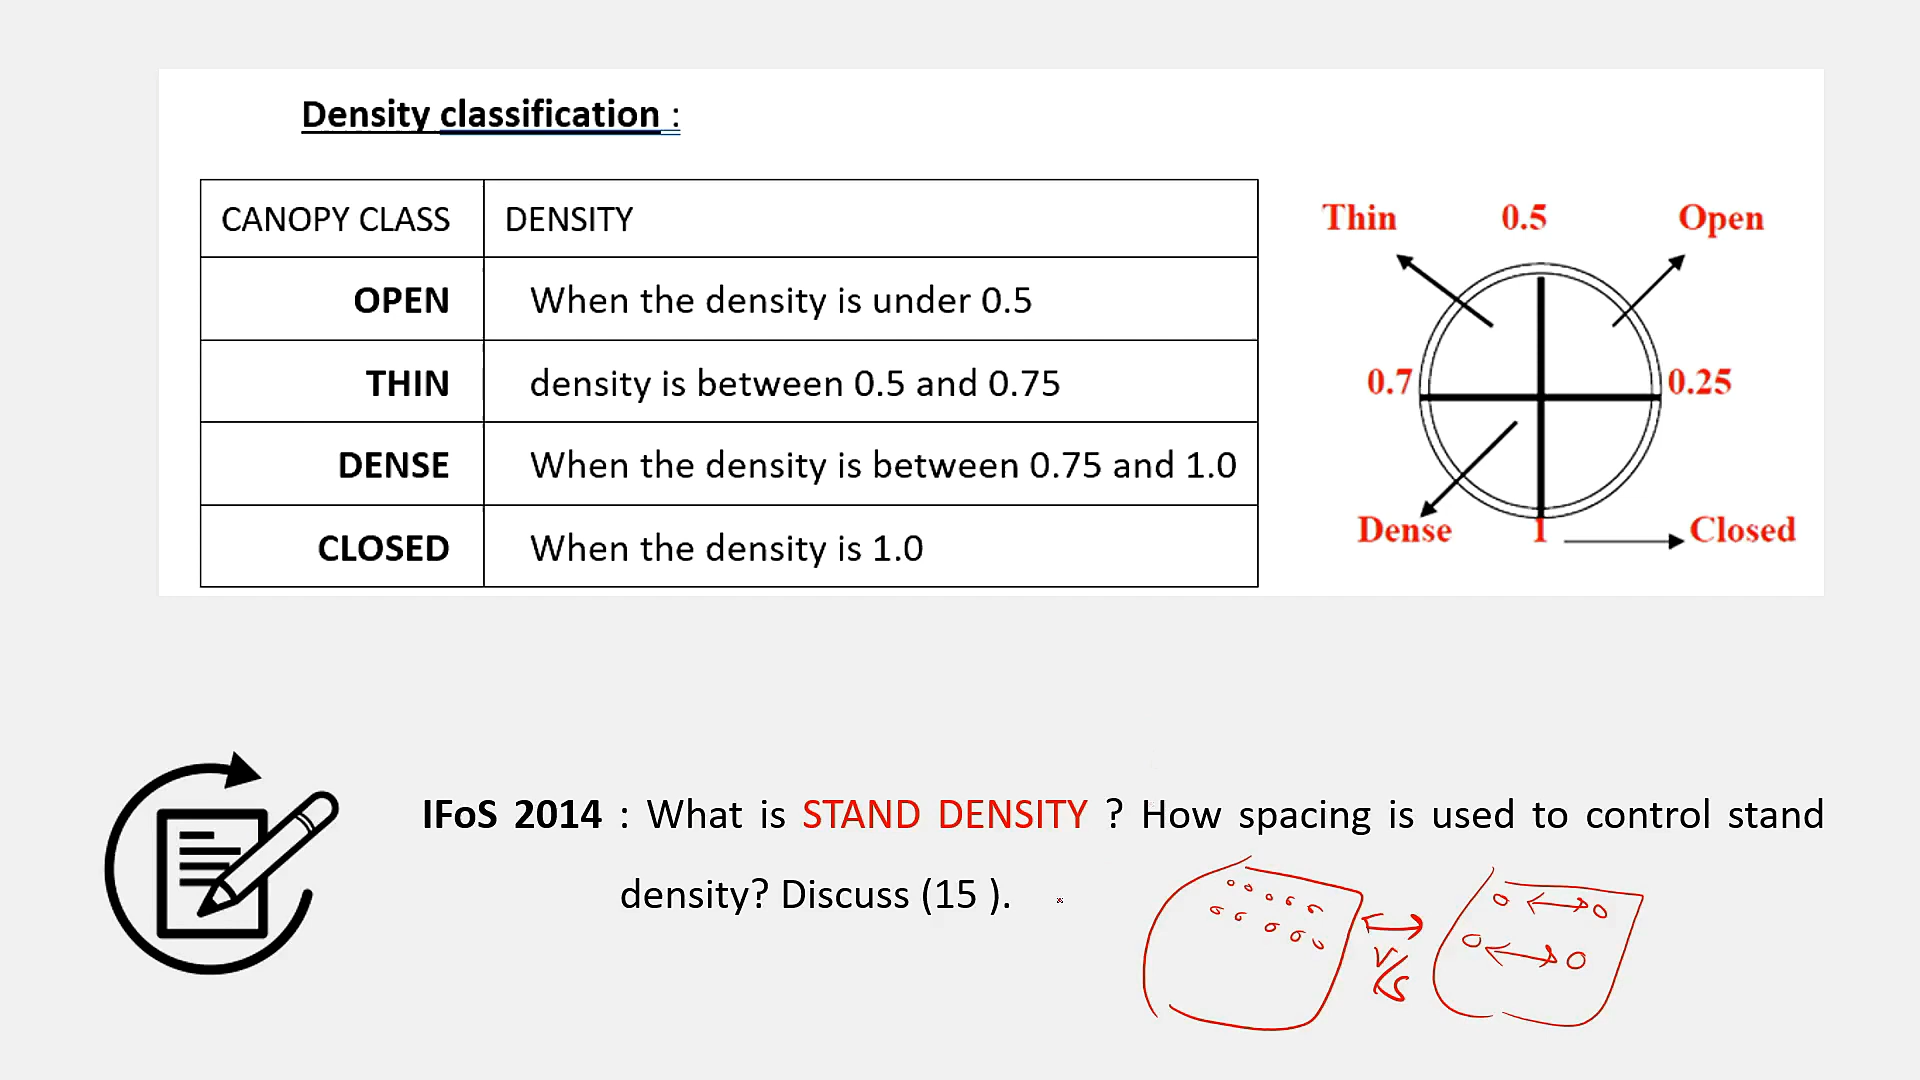 Density classification :
CANOPY CLASS DENSITY
OPEN When the density is under 0.5
THIN density is between 0.5 and 0.75
DENSE When the density is between 0.75 and 1.0
CLOSED When the density is 1.0
Thin 0.5 Open
0.7 0.25
Dense 1 Closed
IFoS 2014 : What is STAND DENSITY ? How spacing is used to control stand
density? Discuss (15 ).
v/s